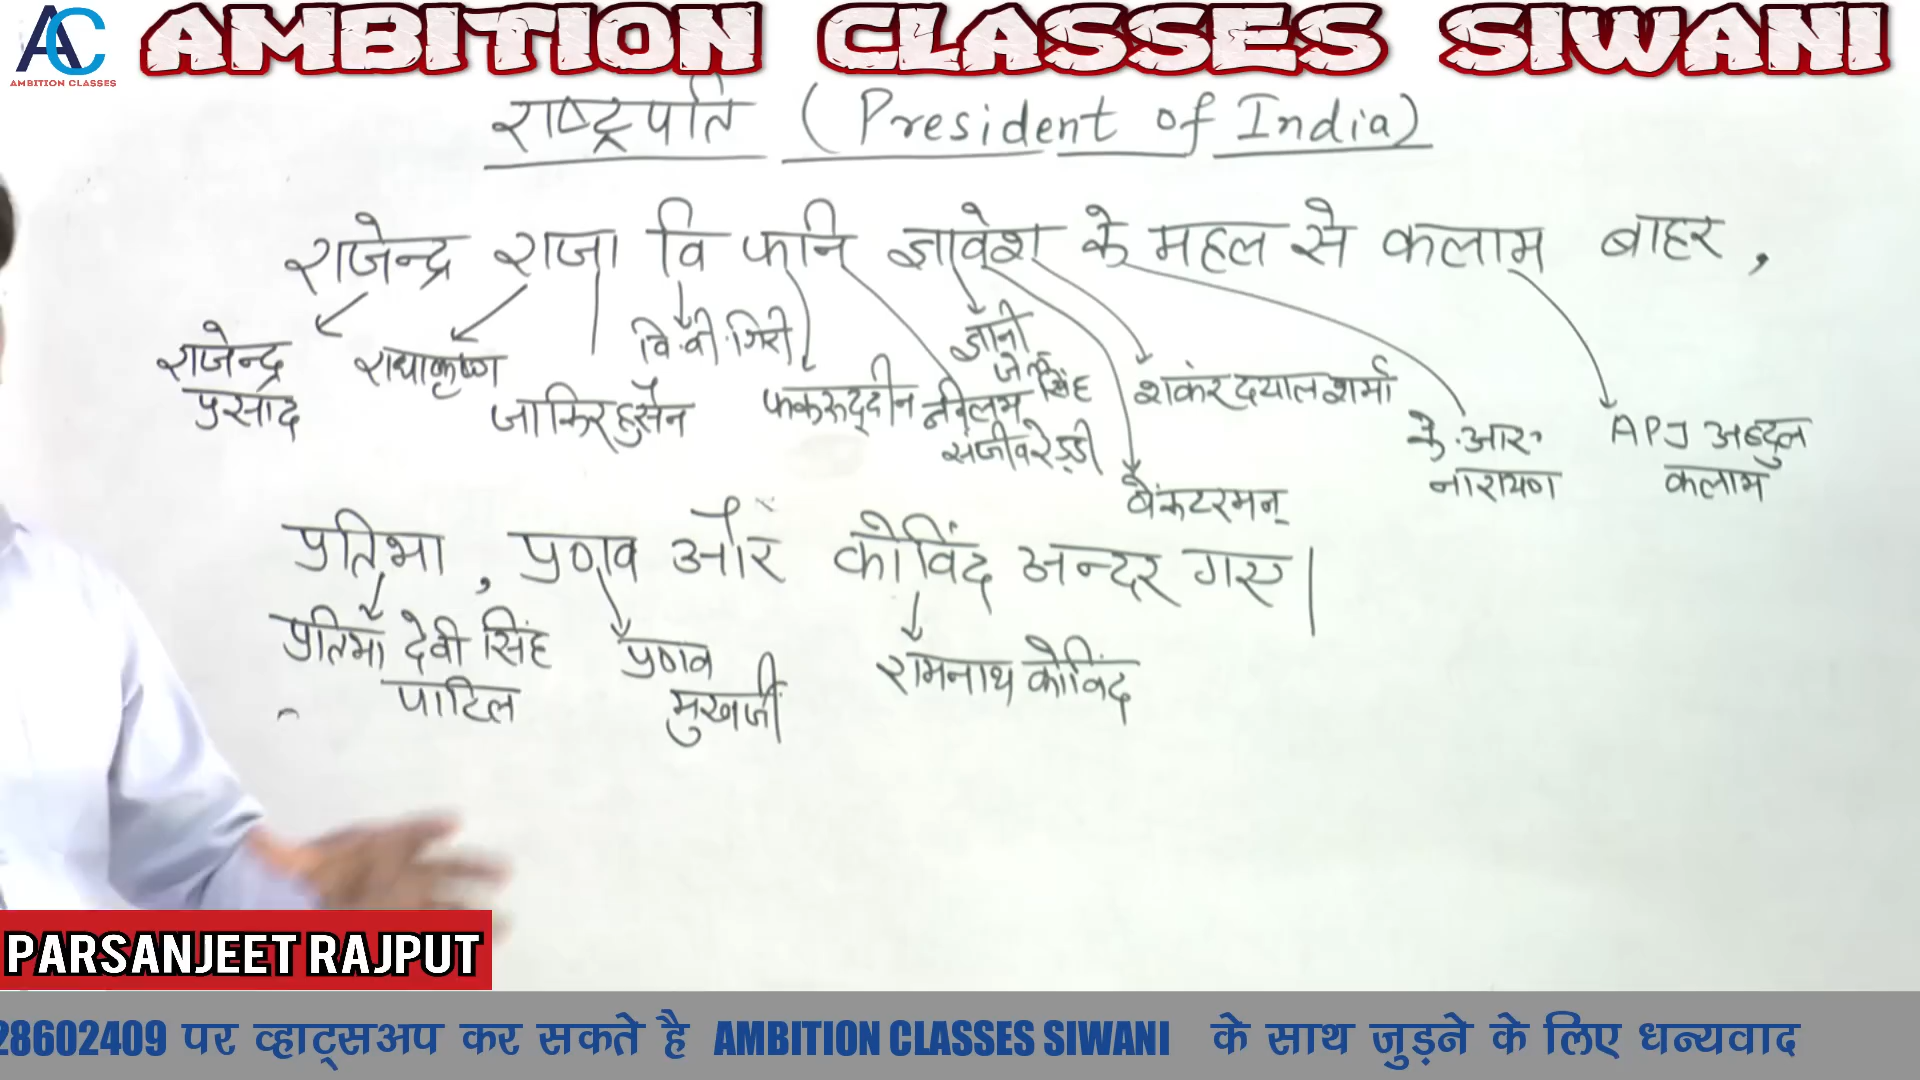 AC AMBITION CLASSES SIWANI
AMBITION CLASSES
राष्ट्रपति ( President of India)
राजेन्द्र राजा वि फनि ज्ञावेश के महल से कलाम बाहर ,
राजेन्द्र
प्रसाद
राधाकृष्ण
जाकिर हुसैन
वि. वी. गिरी
फकरुद्दीन
नीलम
संजीव रेड्डी
ज्ञानी
जेल सिंह
शकंर दयाल शर्मा
वैंकटरमन्
के. आर.
नारायण
APJ अब्दुल
कलाम
प्रतिभा , प्रणव और कोविंद अन्दर गए।
प्रतिभा देवी सिंह
पाटिल
प्रणव
मुखर्जी
रामनाथ कोविंद
PARSANJEET RAJPUT
28602409 पर व्हाट्सअप कर सकते है AMBITION CLASSES SIWANI के साथ जुड़ने के लिए धन्यवाद